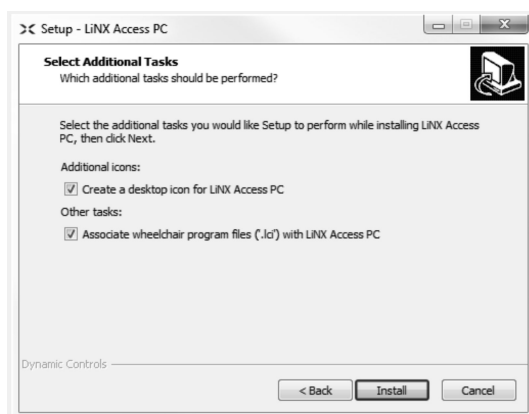 Setup - LiNX Access PC
Select Additional Tasks
Which additional tasks should be performed?
Select the additional tasks you would like Setup to perform while installing LiNX Access
PC, then click Next.
Additional icons:
Create a desktop icon for LiNX Access PC
Other tasks:
Associate wheelchair program files ('.lci') with LiNX Access PC
Dynamic Controls
< Back Install Cancel